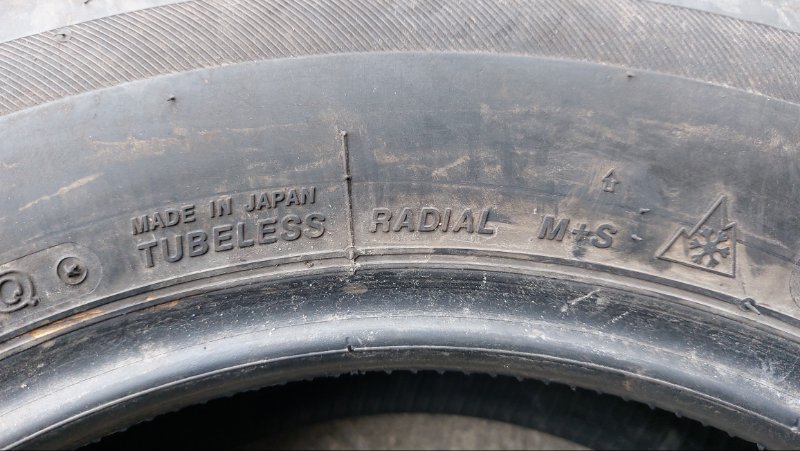 MADE IN JAPAN
TUBELESS
RADIAL M+S
Q